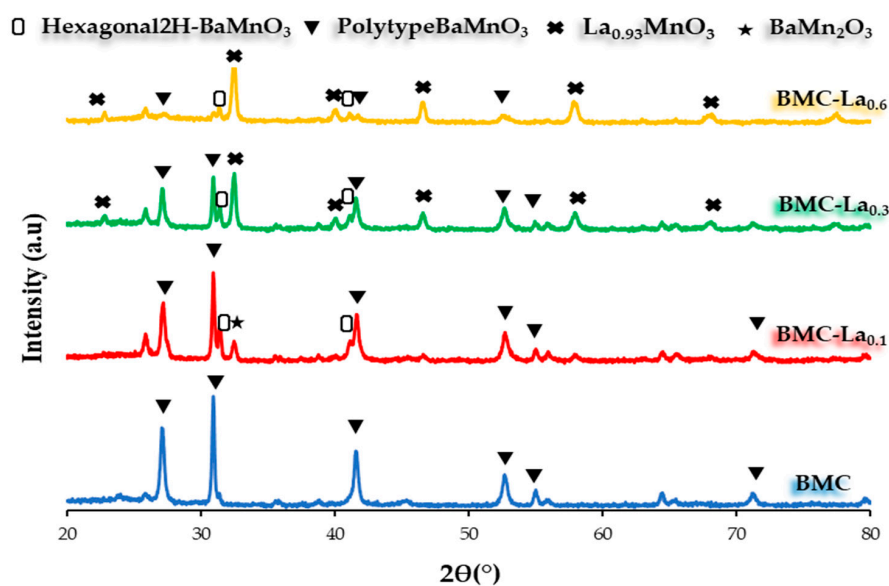 Hexagonal2H-BaMnO₃ PolytypeBaMnO₃ La₀.₉₃MnO₃ BaMn₂O₃
BMC-La₀.₆
BMC-La₀.₃
BMC-La₀.₁
BMC
Intensity (a.u)
20 30 40 50 60 70 80
2Ɵ(°)